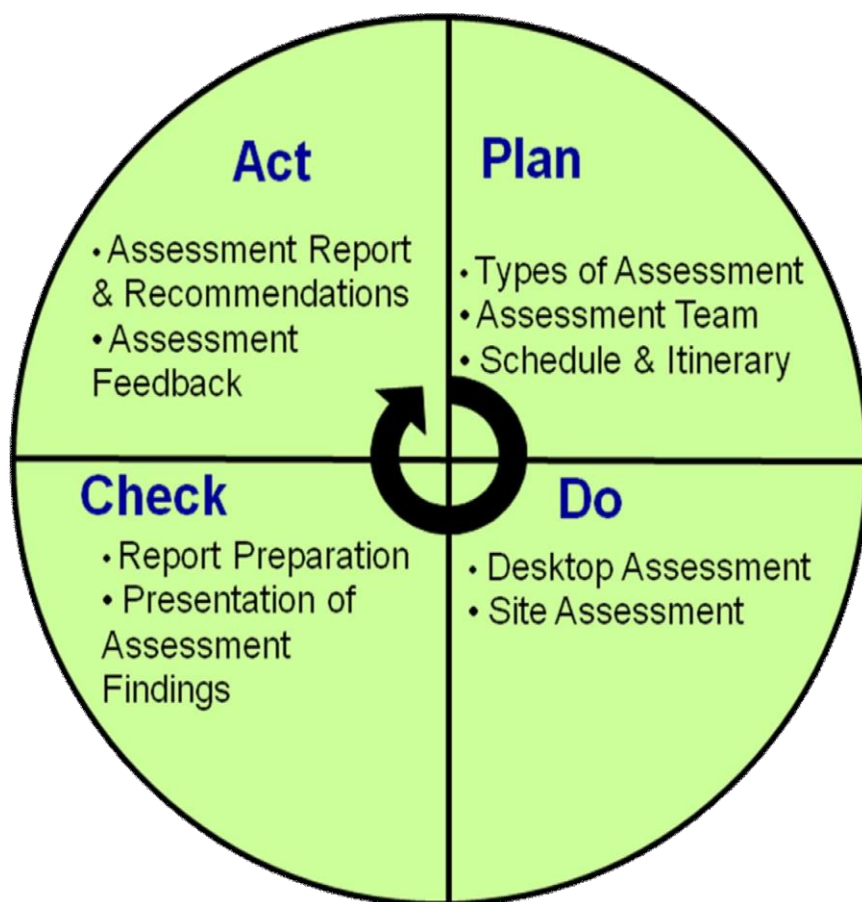 Act
• Assessment Report
& Recommendations
• Assessment
Feedback
Plan
• Types of Assessment
• Assessment Team
• Schedule & Itinerary
Check
• Report Preparation
• Presentation of
Assessment
Findings
Do
• Desktop Assessment
• Site Assessment